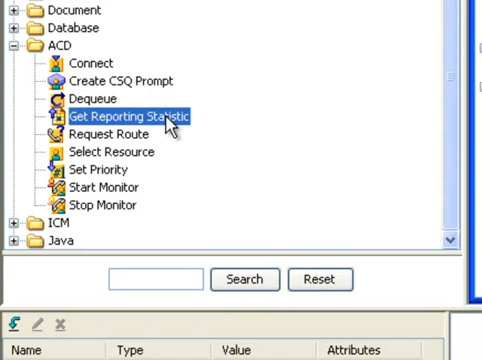 Document
Database
ACD
Connect
Create CSQ Prompt
Dequeue
Get Reporting Statistic
Request Route
Select Resource
Set Priority
Start Monitor
Stop Monitor
ICM
Java
Search Reset
Name Type Value Attributes